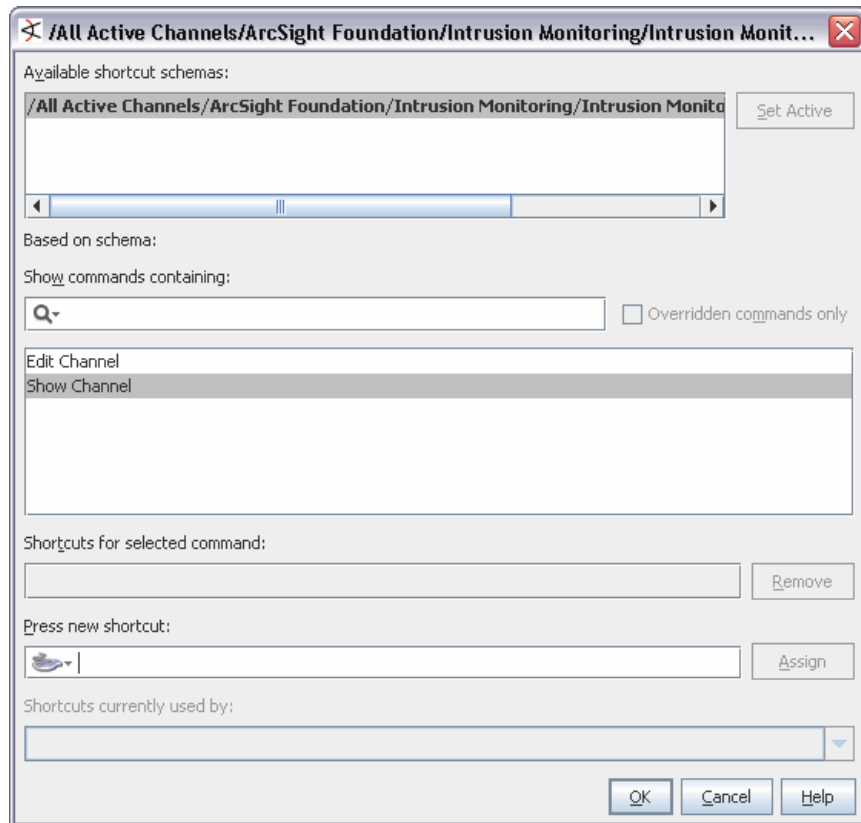 /All Active Channels/ArcSight Foundation/Intrusion Monitoring/Intrusion Monit...
Available shortcut schemas:
/All Active Channels/ArcSight Foundation/Intrusion Monitoring/Intrusion Monito
Set Active
Based on schema:
Show commands containing:
Overridden commands only
Edit Channel
Show Channel
Shortcuts for selected command:
Remove
Press new shortcut:
Assign
Shortcuts currently used by:
OK Cancel Help